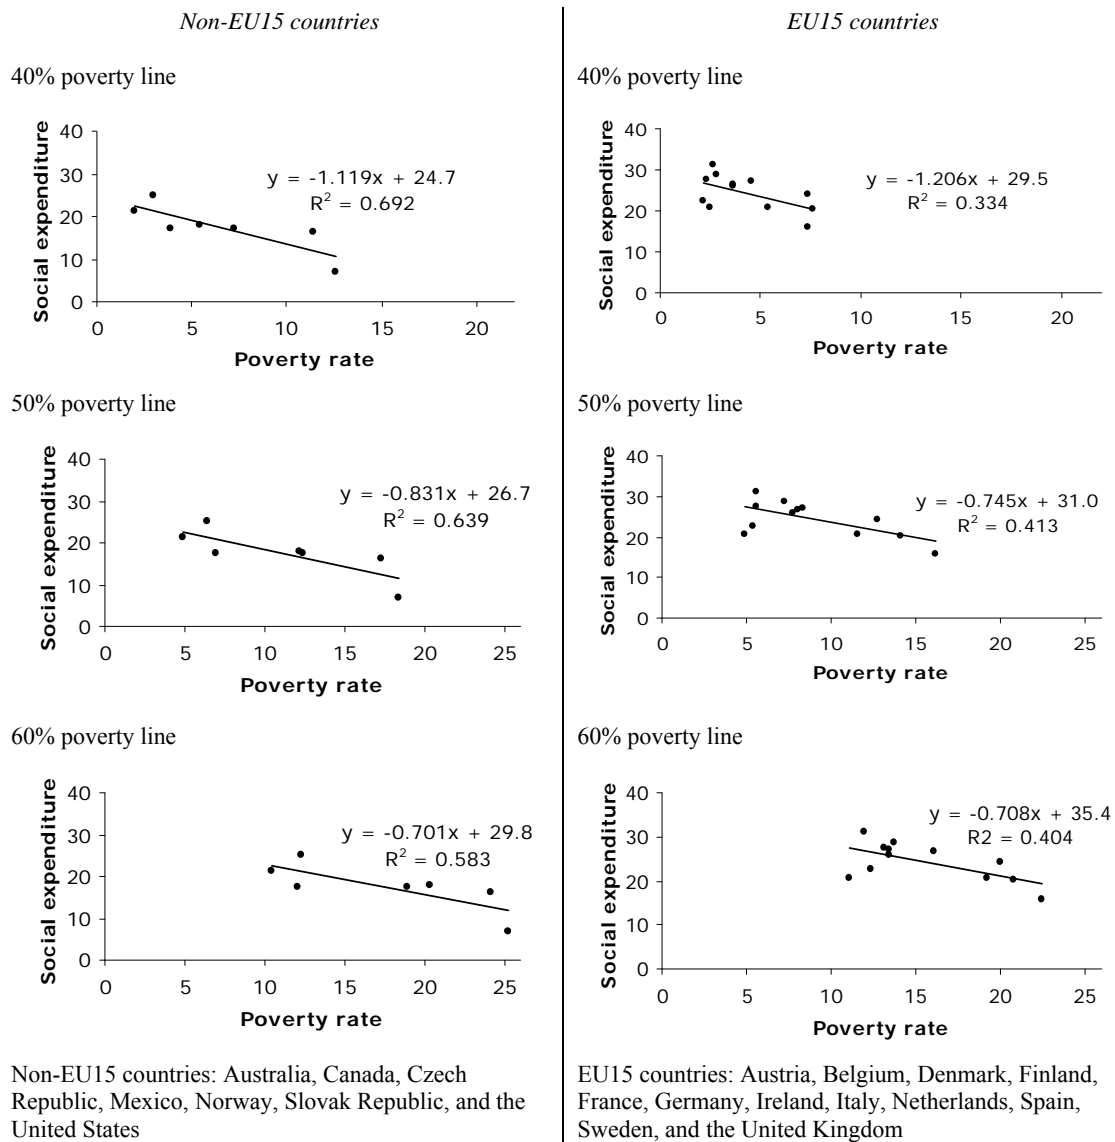 Non-EU15 countries
40% poverty line
Social expenditure
40
30
20
10
0
y = -1.119x + 24.7
R² = 0.692
0 5 10 15 20
Poverty rate
50% poverty line
Social expenditure
40
30
20
10
0
y = -0.831x + 26.7
R² = 0.639
0 5 10 15 20 25
Poverty rate
60% poverty line
Social expenditure
40
30
20
10
0
y = -0.701x + 29.8
R² = 0.583
0 5 10 15 20 25
Poverty rate
Non-EU15 countries: Australia, Canada, Czech
Republic, Mexico, Norway, Slovak Republic, and the
United States
EU15 countries
40% poverty line
Social expenditure
40
30
20
10
0
y = -1.206x + 29.5
R² = 0.334
0 5 10 15 20
Poverty rate
50% poverty line
Social expenditure
40
30
20
10
0
y = -0.745x + 31.0
R² = 0.413
0 5 10 15 20 25
Poverty rate
60% poverty line
Social expenditure
40
30
20
10
0
y = -0.708x + 35.4
R2 = 0.404
0 5 10 15 20 25
Poverty rate
EU15 countries: Austria, Belgium, Denmark, Finland,
France, Germany, Ireland, Italy, Netherlands, Spain,
Sweden, and the United Kingdom